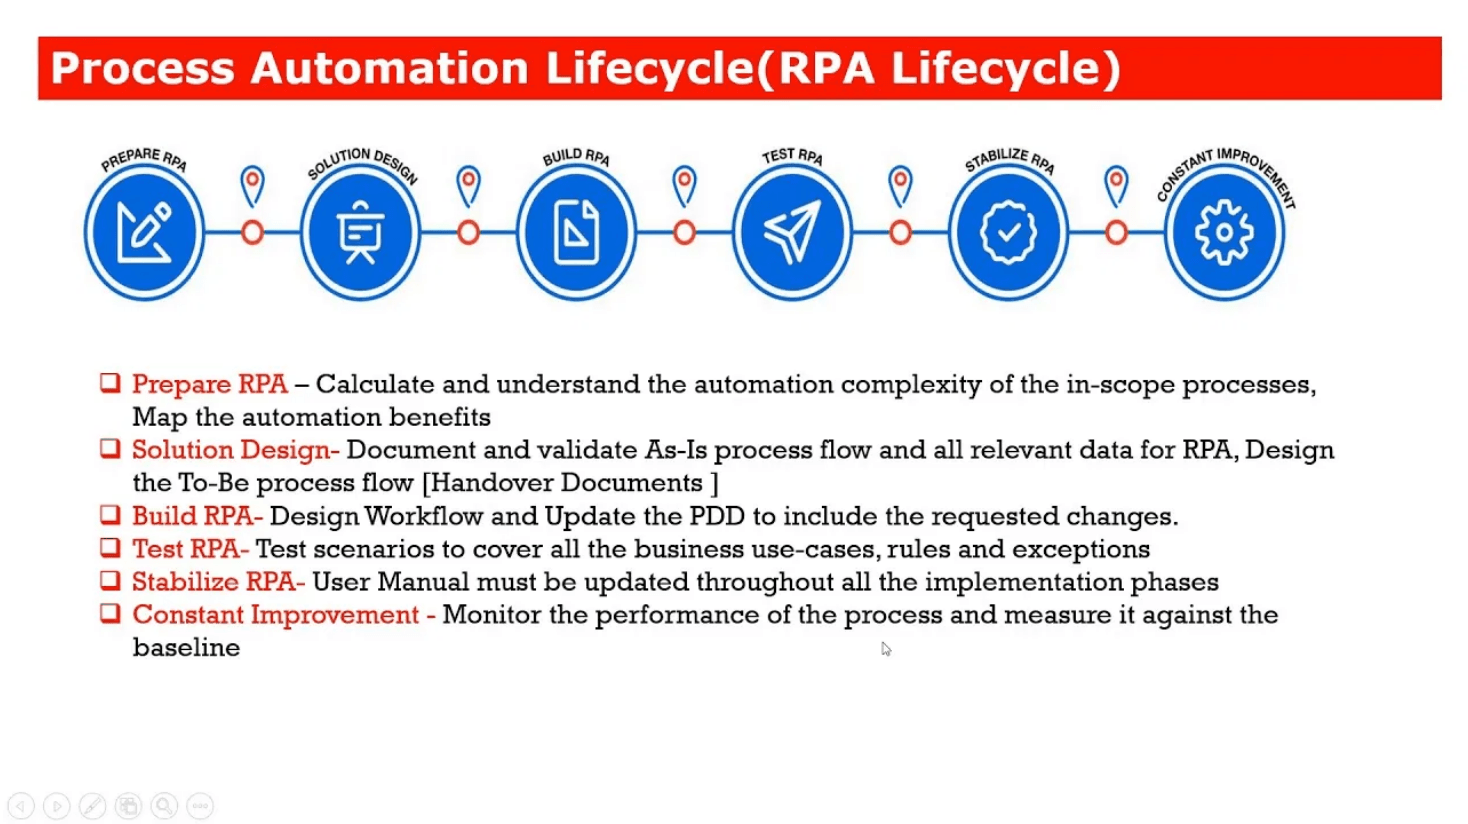 Process Automation Lifecycle(RPA Lifecycle)
PREPARE RPA
SOLUTION DESIGN
BUILD RPA
TEST RPA
STABILIZE RPA
CONSTANT IMPROVEMENT
Prepare RPA – Calculate and understand the automation complexity of the in-scope processes,
Map the automation benefits
Solution Design- Document and validate As-Is process flow and all relevant data for RPA, Design
the To-Be process flow [Handover Documents ]
Build RPA- Design Workflow and Update the PDD to include the requested changes.
Test RPA- Test scenarios to cover all the business use-cases, rules and exceptions
Stabilize RPA- User Manual must be updated throughout all the implementation phases
Constant Improvement - Monitor the performance of the process and measure it against the
baseline